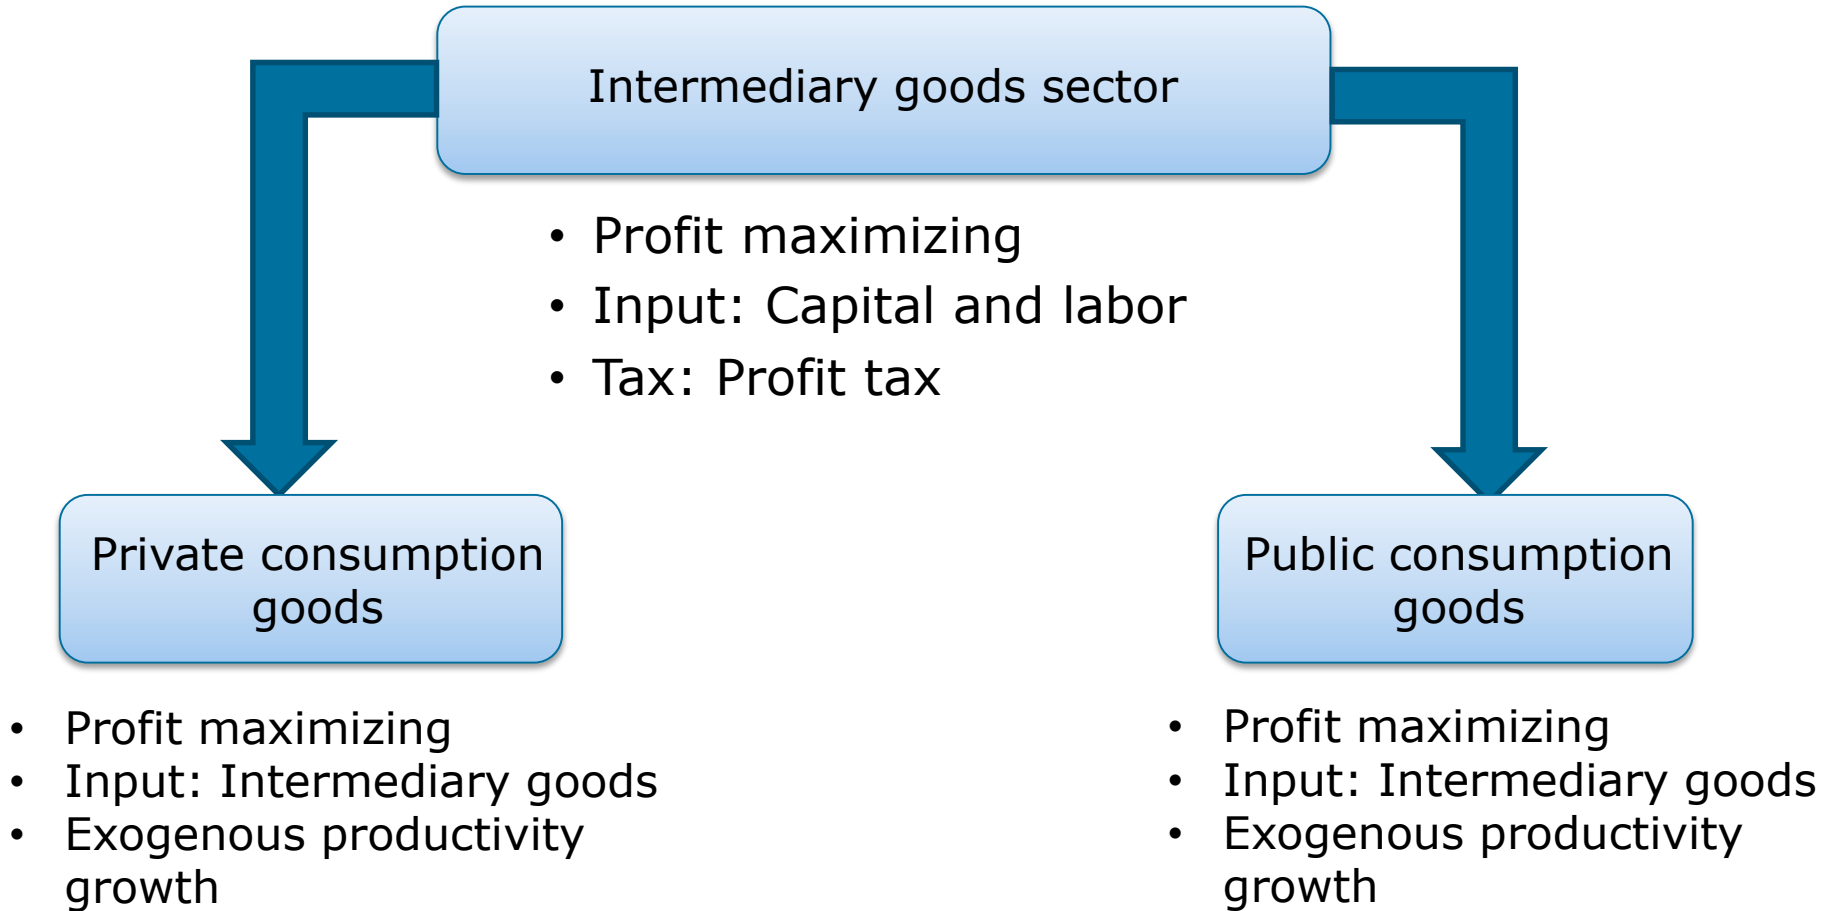 Intermediary goods sector
• Profit maximizing
• Input: Capital and labor
• Tax: Profit tax
Private consumption
goods
• Profit maximizing
• Input: Intermediary goods
• Exogenous productivity
growth
Public consumption
goods
• Profit maximizing
• Input: Intermediary goods
• Exogenous productivity
growth